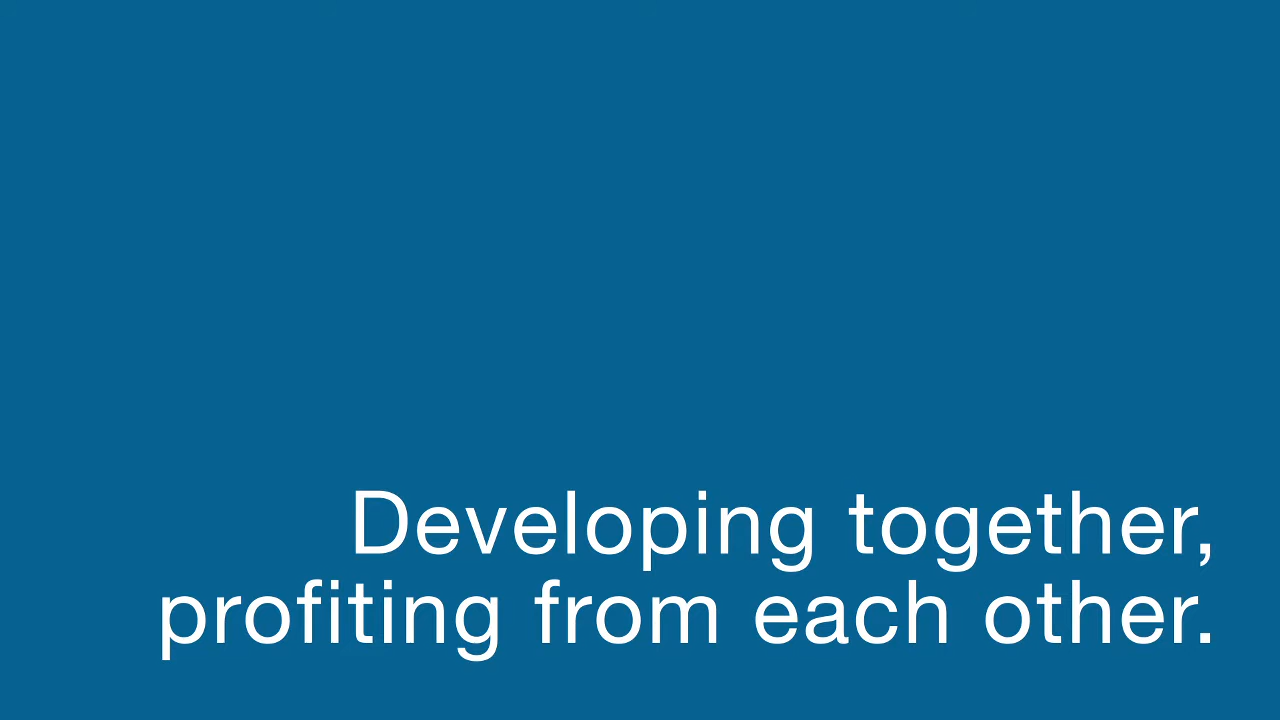 Developing together,
profiting from each other.